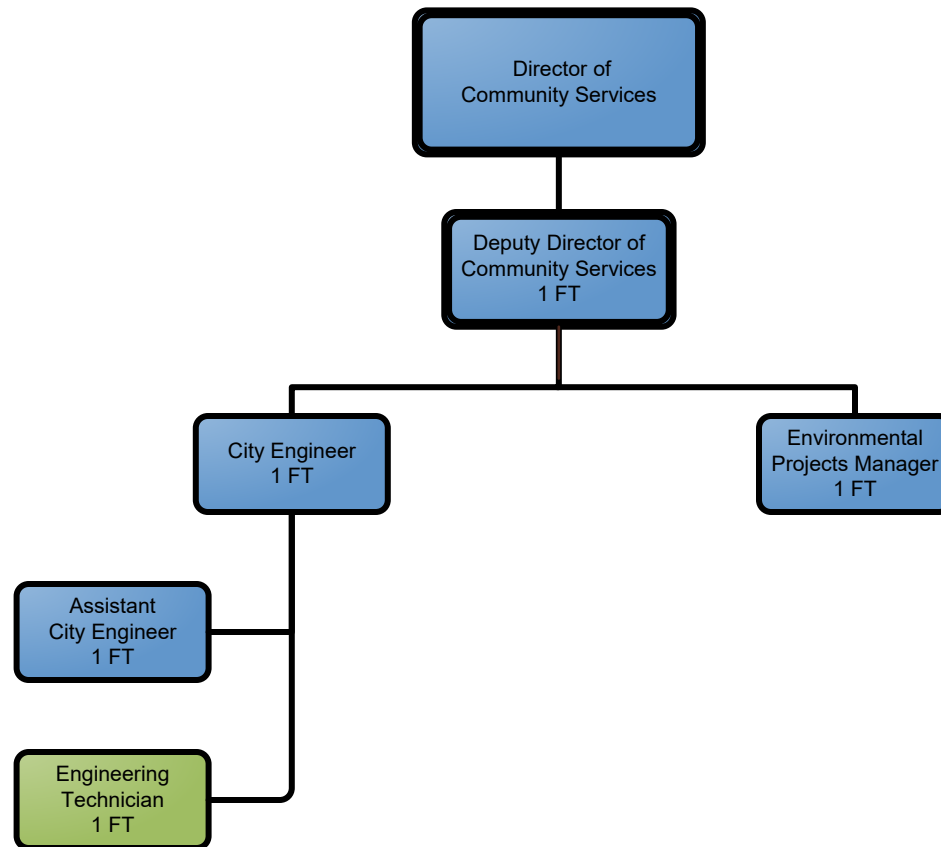 Director of
Community Services
Deputy Director of
Community Services
1 FT
City Engineer
1 FT
Environmental
Projects Manager
1 FT
Assistant
City Engineer
1 FT
Engineering
Technician
1 FT